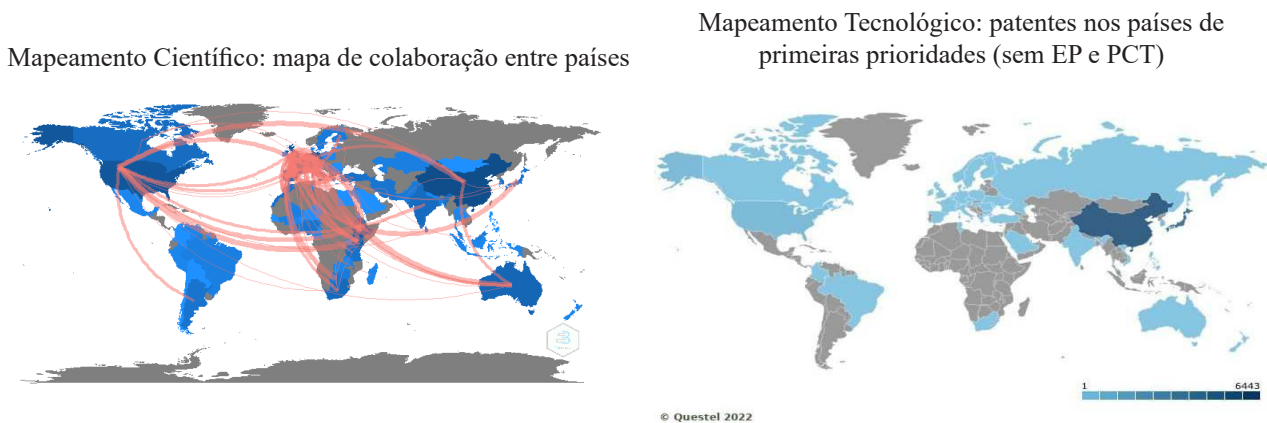 Mapeamento Científico: mapa de colaboração entre países
Mapeamento Tecnológico: patentes nos países de
primeiras prioridades (sem EP e PCT)
1 6443
© Questel 2022